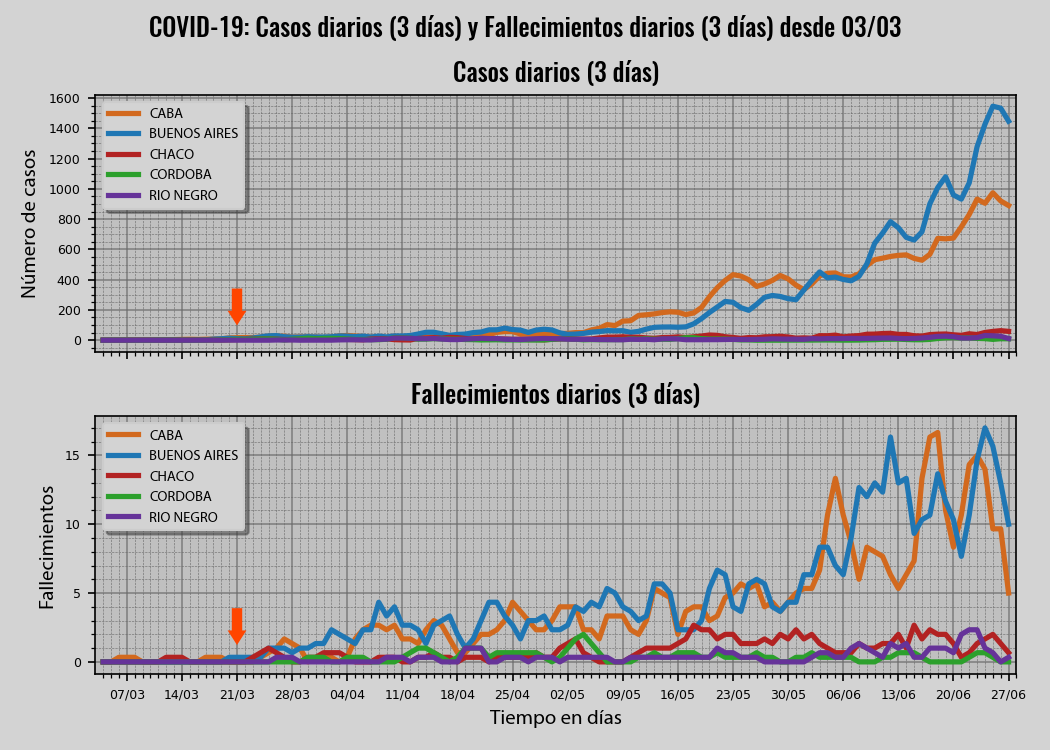 COVID-19: Casos diarios (3 días) y Fallecimientos diarios (3 días) desde 03/03
Casos diarios (3 días)
Número de casos
1600
1400
1200
1000
800
600
400
200
0
CABA
BUENOS AIRES
CHACO
CORDOBA
RIO NEGRO
Fallecimientos diarios (3 días)
Fallecimientos
15
10
5
0
CABA
BUENOS AIRES
CHACO
CORDOBA
RIO NEGRO
07/03 14/03 21/03 28/03 04/04 11/04 18/04 25/04 02/05 09/05 16/05 23/05 30/05 06/06 13/06 20/06 27/06
Tiempo en días